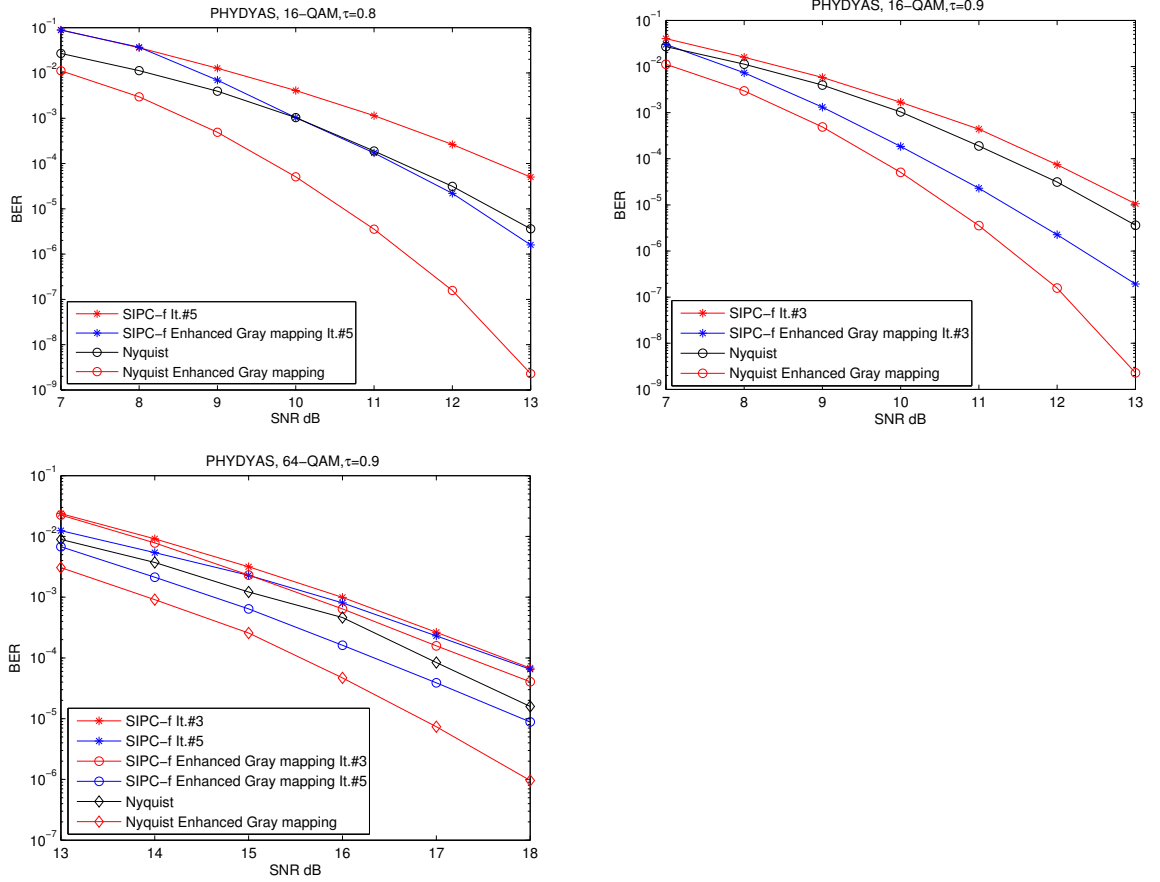 PHYDYAS, 16−QAM,τ=0.8
BER
10−1
10−2
10−3
10−4
10−5
10−6
10−7
10−8
10−9
SIPC−f It.#5
SIPC−f Enhanced Gray mapping It.#5
Nyquist
Nyquist Enhanced Gray mapping
7 8 9 10 11 12 13
SNR dB
PHYDYAS, 16−QAM,τ=0.9
BER
10−1
10−2
10−3
10−4
10−5
10−6
10−7
10−8
10−9
SIPC−f It.#3
SIPC−f Enhanced Gray mapping It.#3
Nyquist
Nyquist Enhanced Gray mapping
7 8 9 10 11 12 13
SNR dB
PHYDYAS, 64−QAM,τ=0.9
BER
10−1
10−2
10−3
10−4
10−5
10−6
10−7
SIPC−f It.#3
SIPC−f It.#5
SIPC−f Enhanced Gray mapping It.#3
SIPC−f Enhanced Gray mapping It.#5
Nyquist
Nyquist Enhanced Gray mapping
13 14 15 16 17 18
SNR dB